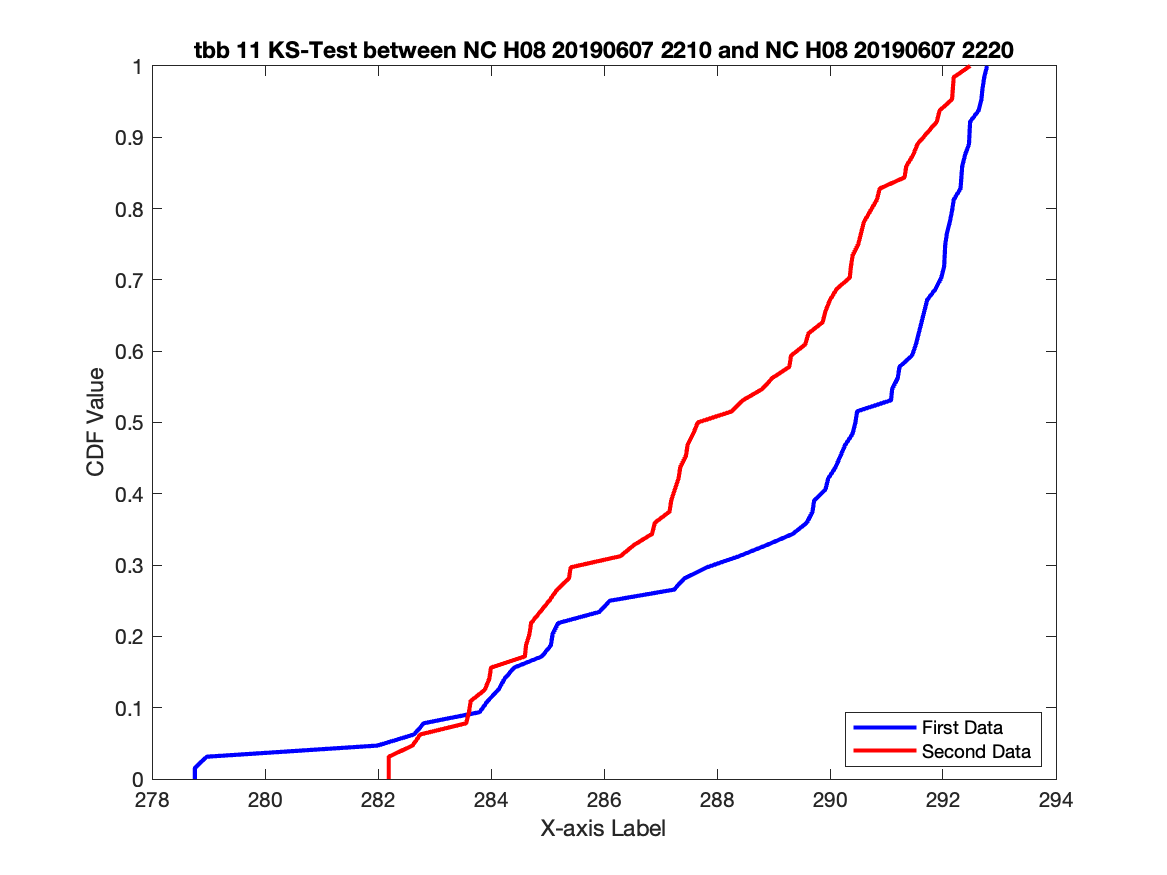 tbb 11 KS-Test between NC H08 20190607 2210 and NC H08 20190607 2220
1
0.9
0.8
0.7
0.6
0.5
0.4
0.3
0.2
0.1
0
CDF Value
First Data
Second Data
278 280 282 284 286 288 290 292 294
X-axis Label